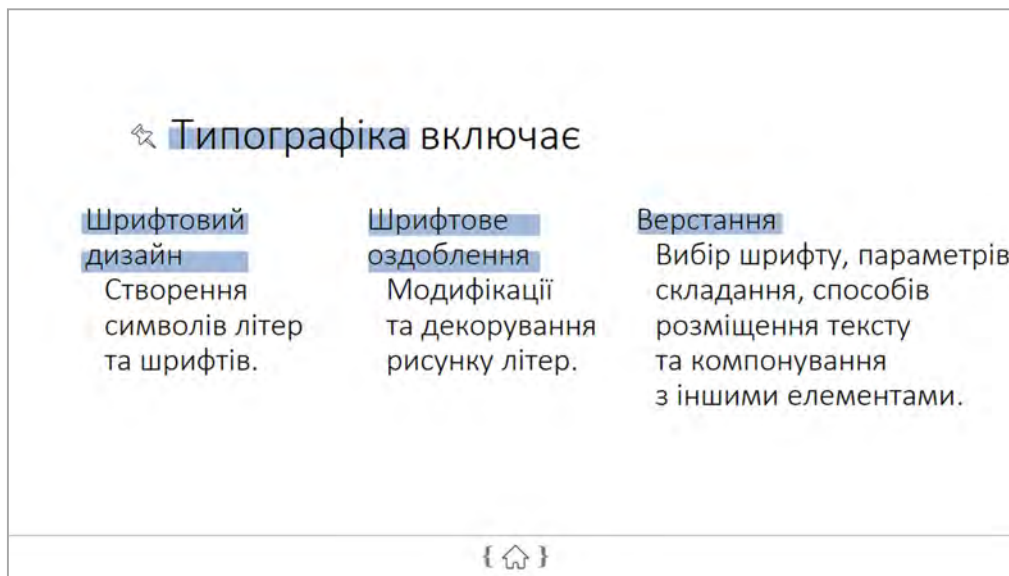 Типографіка включає
Шрифтовий
дизайн
Створення
символів літер
та шрифтів.
Шрифтове
оздоблення
Модифікації
та декорування
рисунку літер.
Верстання
Вибір шрифту, параметрів
складання, способів
розміщення тексту
та компонування
з іншими елементами.